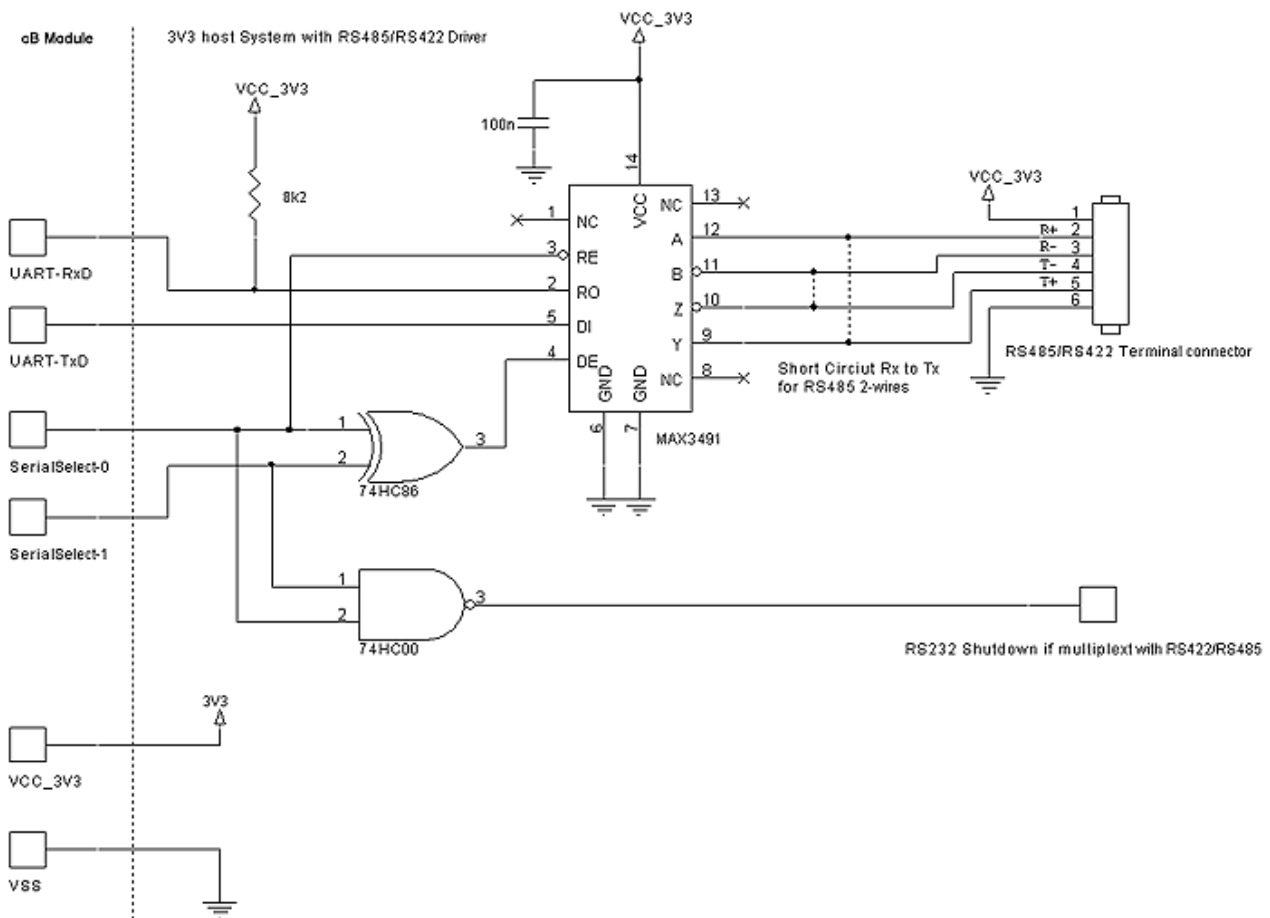 oB Module
3V3 host System with RS485/RS422 Driver
VCC_3V3
VCC_3V3
100n
8k2
14
VCC
1
NC
3
RE
2
RO
5
DI
4
DE
GND
GND
6
7
NC
13
A
12
B
11
Z
10
Y
9
NC
8
MAX3491
VCC_3V3
1
R+ 2
R- 3
T- 4
T+ 5
6
RS485/RS422 Terminal connector
Short Circiut Rx to Tx
for RS485 2-wires
UART-RxD
UART-TxD
SerialSelect-0
SerialSelect-1
1
2
3
74HC86
1
2
3
74HC00
RS232 Shutdown if multiplext with RS422/RS485
3V3
VCC_3V3
VSS